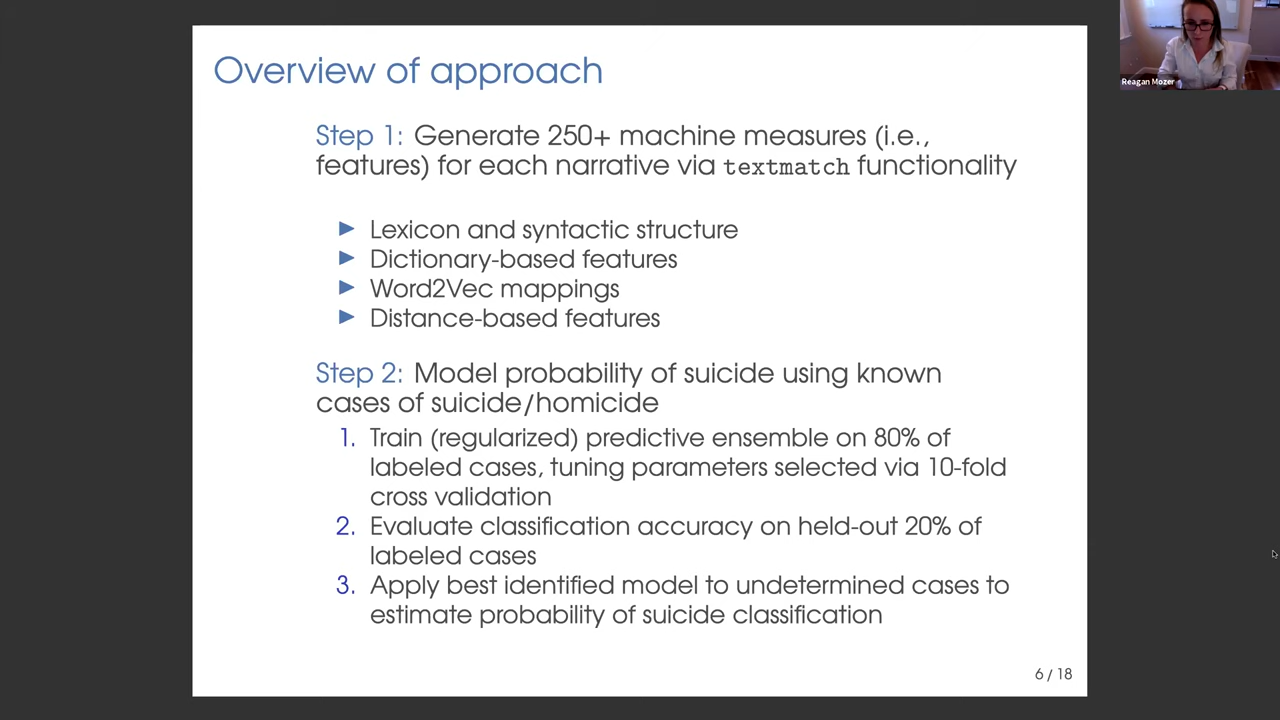 Overview of approach
Reagan Mozer
Step 1: Generate 250+ machine measures (i.e.,
features) for each narrative via textmatch functionality
▶ Lexicon and syntactic structure
▶ Dictionary-based features
▶ Word2Vec mappings
▶ Distance-based features
Step 2: Model probability of suicide using known
cases of suicide/homicide
1. Train (regularized) predictive ensemble on 80% of
labeled cases, tuning parameters selected via 10-fold
cross validation
2. Evaluate classification accuracy on held-out 20% of
labeled cases
3. Apply best identified model to undetermined cases to
estimate probability of suicide classification
6 / 18